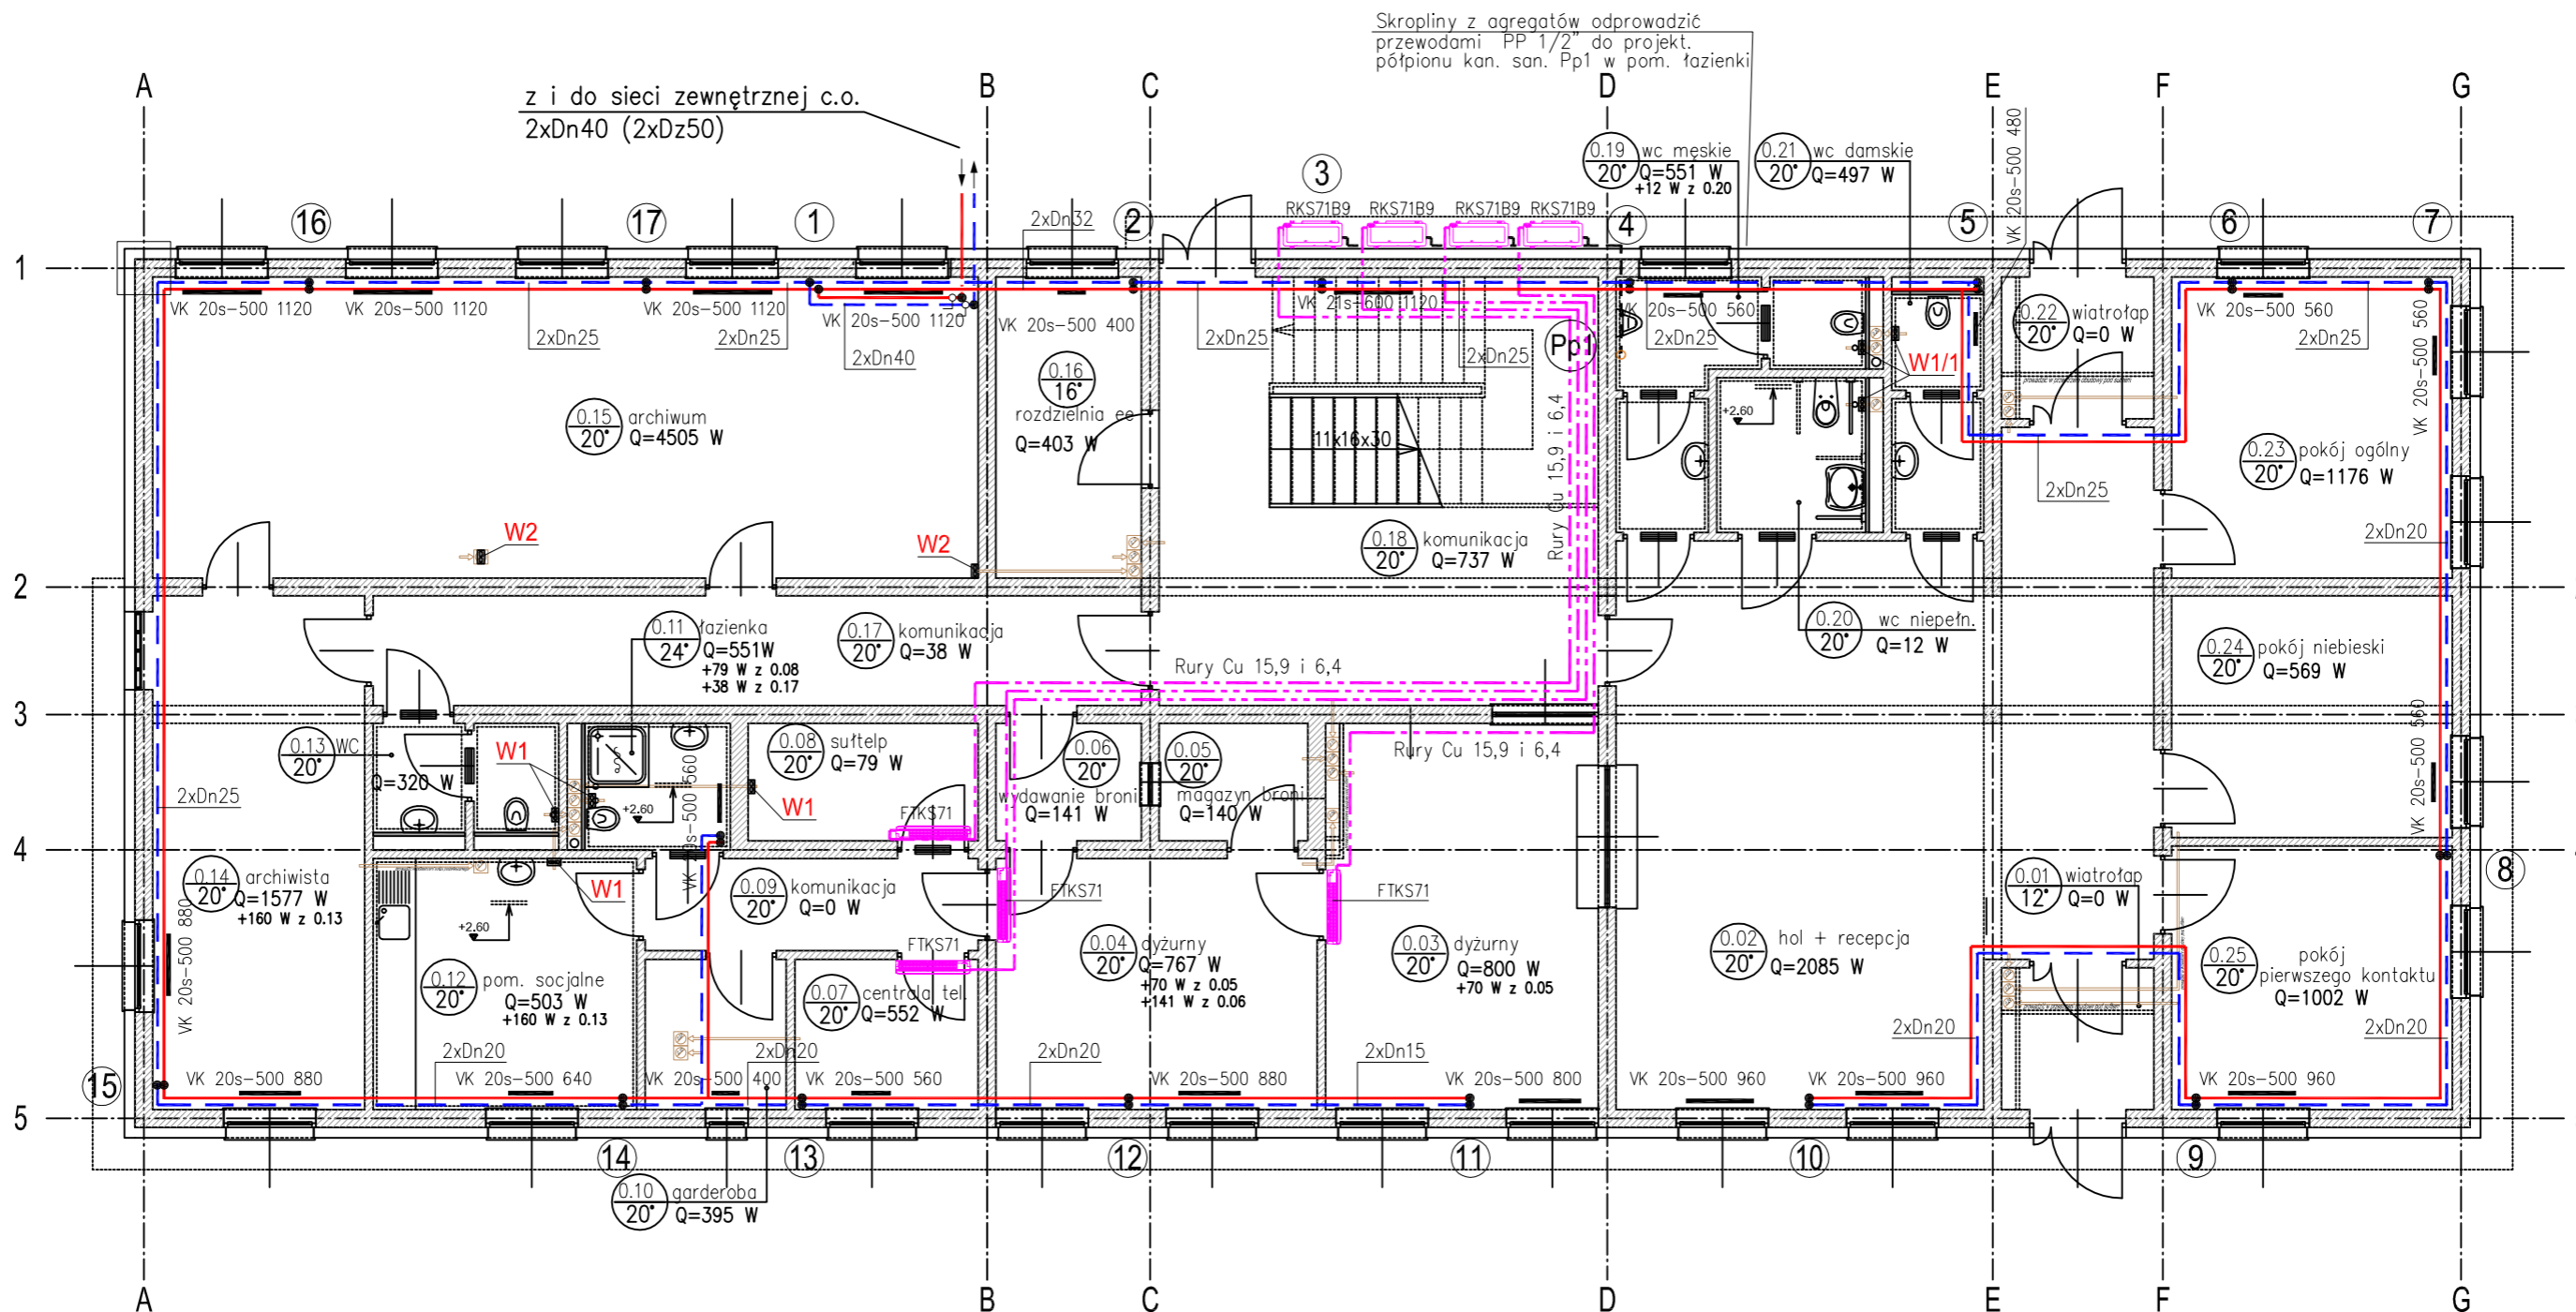 Skropliny z agregatów odprowadzić
przewodami PP 1/2" do projekt.
półpionu kan. san. Pp1 w pom. łazienki
A
B
C
D
E
F
G
z i do sieci zewnętrznej c.o.
2xDn40 (2xDz50)
0.19
20°
wc męskie
Q=551 W
+12 W z 0.20
0.21
20°
wc damskie
Q=497 W
VK 20s-500 480
16
17
1
2
3
4
5
6
7
2xDn32
RKS71B9
RKS71B9
RKS71B9
RKS71B9
1
VK 20s-500 1120
VK 20s-500 1120
VK 20s-500 1120
VK 20s-500 1120
VK 20s-500 400
VK 21s-600 1120
VK 20s-500 560
VK 20s-500 560
VK 20s-500 560
2xDn25
2xDn25
2xDn40
2xDn25
2xDn25
2xDn25
2xDn25
Pp1
W1/1
0.22
20°
wiatrołap
Q=0 W
0.16
16°
rozdzielnia ee
Q=403 W
0.15
20°
archiwum
Q=4505 W
11x16x30
+2.60
Rury Cu 15,9 i 6,4
Rury Cu 15,9 i 6,4
0.23
20°
pokój ogólny
Q=1176 W
2xDn25
2xDn20
W2
W2
0.18
20°
komunikacja
Q=737 W
2
0.11
24°
łazienka
Q=551W
+79 W z 0.08
+38 W z 0.17
0.17
20°
komunikacja
Q=38 W
0.20
20°
wc niepełn.
Q=12 W
0.24
20°
pokój niebieski
Q=569 W
Rury Cu 15,9 i 6,4
3
0.13
20°
WC
Q=320 W
W1
0.08
20°
sułtelp
Q=79 W
0.06
20°
wydawanie broni
Q=141 W
0.05
20°
magazyn broni
Q=140 W
Rury Cu 15,9 i 6,4
VK 20s-500 560
2xDn25
+2.60
VK 20s-500 560
W1
FTKS71
4
0.14
20°
archiwista
Q=1577 W
+160 W z 0.13
W1
0.09
20°
komunikacja
Q=0 W
FTKS71
FTKS71
0.01
12°
wiatrołap
Q=0 W
8
VK 20s-500 880
+2.60
0.12
20°
pom. socjalne
Q=503 W
+160 W z 0.13
FTKS71
0.07
20°
centrala tel.
Q=552 W
0.04
20°
dyżurny
Q=767 W
+70 W z 0.05
+141 W z 0.06
0.03
20°
dyżurny
Q=800 W
+70 W z 0.05
0.02
20°
hol + recepcja
Q=2085 W
0.25
20°
pokój
pierwszego kontaktu
Q=1002 W
2xDn20
2xDn20
2xDn20
2xDn15
2xDn20
2xDn20
15
VK 20s-500 880
VK 20s-500 640
VK 20s-500 400
VK 20s-500 560
VK 20s-500 880
VK 20s-500 800
VK 20s-500 960
VK 20s-500 960
VK 20s-500 960
5
14
13
12
11
10
9
0.10
20°
garderoba
Q=395 W
A
B
C
D
E
F
G